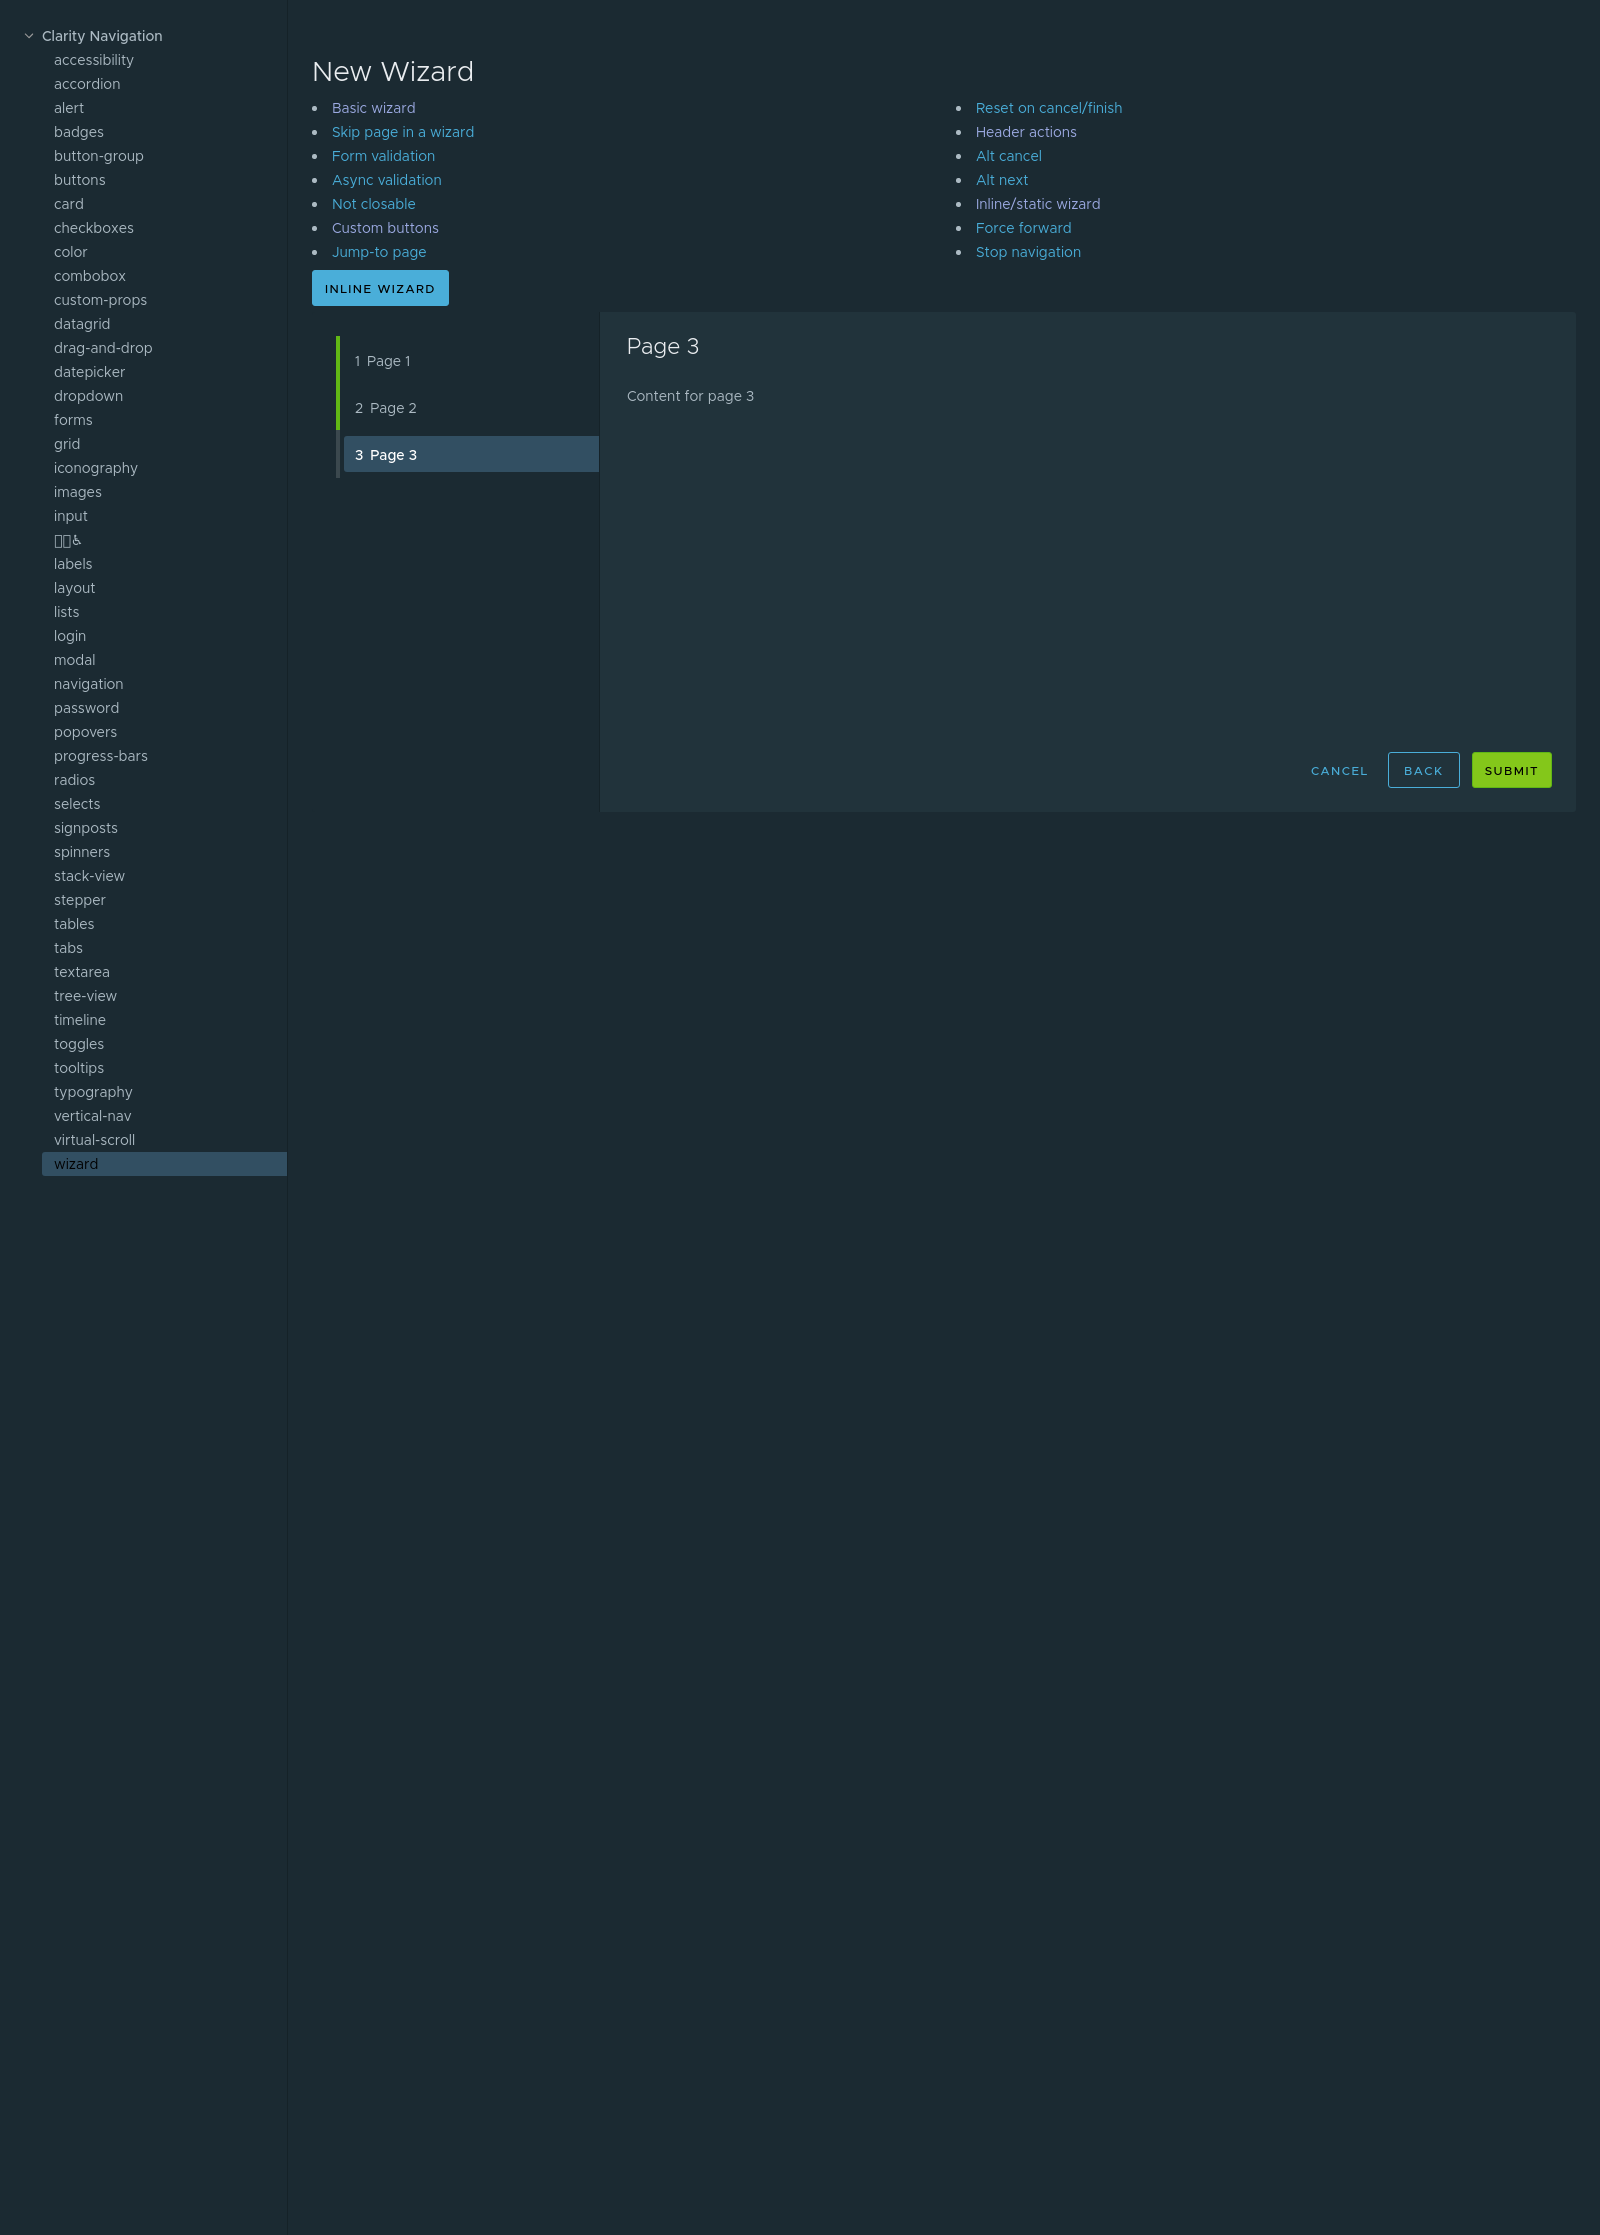 Clarity Navigation
accessibility
accordion
alert
badges
button-group
buttons
card
checkboxes
color
combobox
custom-props
datagrid
drag-and-drop
datepicker
dropdown
forms
grid
iconography
images
input
♿
labels
layout
lists
login
modal
navigation
password
popovers
progress-bars
radios
selects
signposts
spinners
stack-view
stepper
tables
tabs
textarea
tree-view
timeline
toggles
tooltips
typography
vertical-nav
virtual-scroll
wizard
New Wizard
Basic wizard
Skip page in a wizard
Form validation
Async validation
Not closable
Custom buttons
Jump-to page
Reset on cancel/finish
Header actions
Alt cancel
Alt next
Inline/static wizard
Force forward
Stop navigation
INLINE WIZARD
1 Page 1
2 Page 2
3 Page 3
Page 3
Content for page 3
CANCEL
BACK
SUBMIT